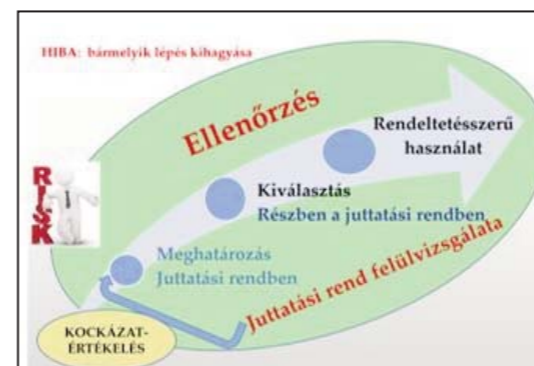 HIBA: bármelyik lépés kihagyása
Ellenőrzés
Rendeltetésszerű
használat
RISK
Kiválasztás
Részben a juttatási rendben
Meghatározás
Juttatási rendben
Juttatási rend felülvizsgálata
KOCKÁZAT-
ÉRTÉKELÉS